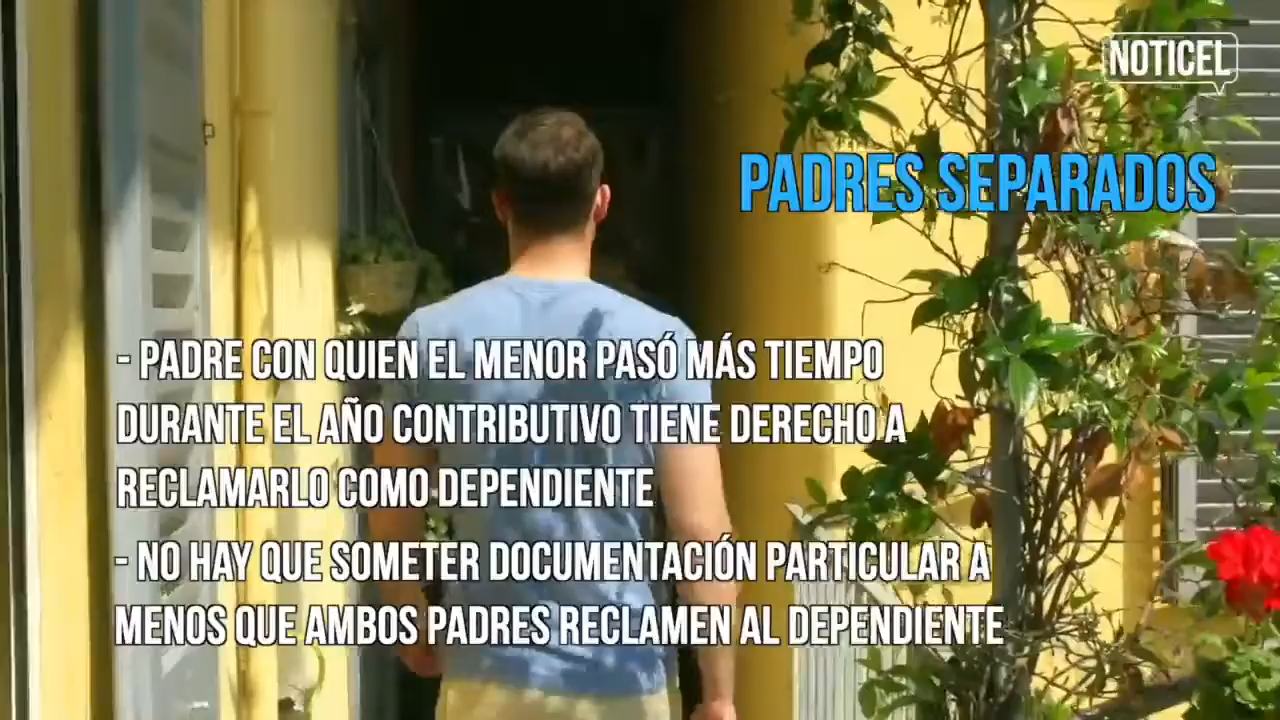 NOTICEL
PADRES SEPARADOS
- PADRE CON QUIEN EL MENOR PASÓ MÁS TIEMPO
DURANTE EL AÑO CONTRIBUTIVO TIENE DERECHO A
RECLAMARLO COMO DEPENDIENTE
- NO HAY QUE SOMETER DOCUMENTACIÓN PARTICULAR A
MENOS QUE AMBOS PADRES RECLAMEN AL DEPENDIENTE